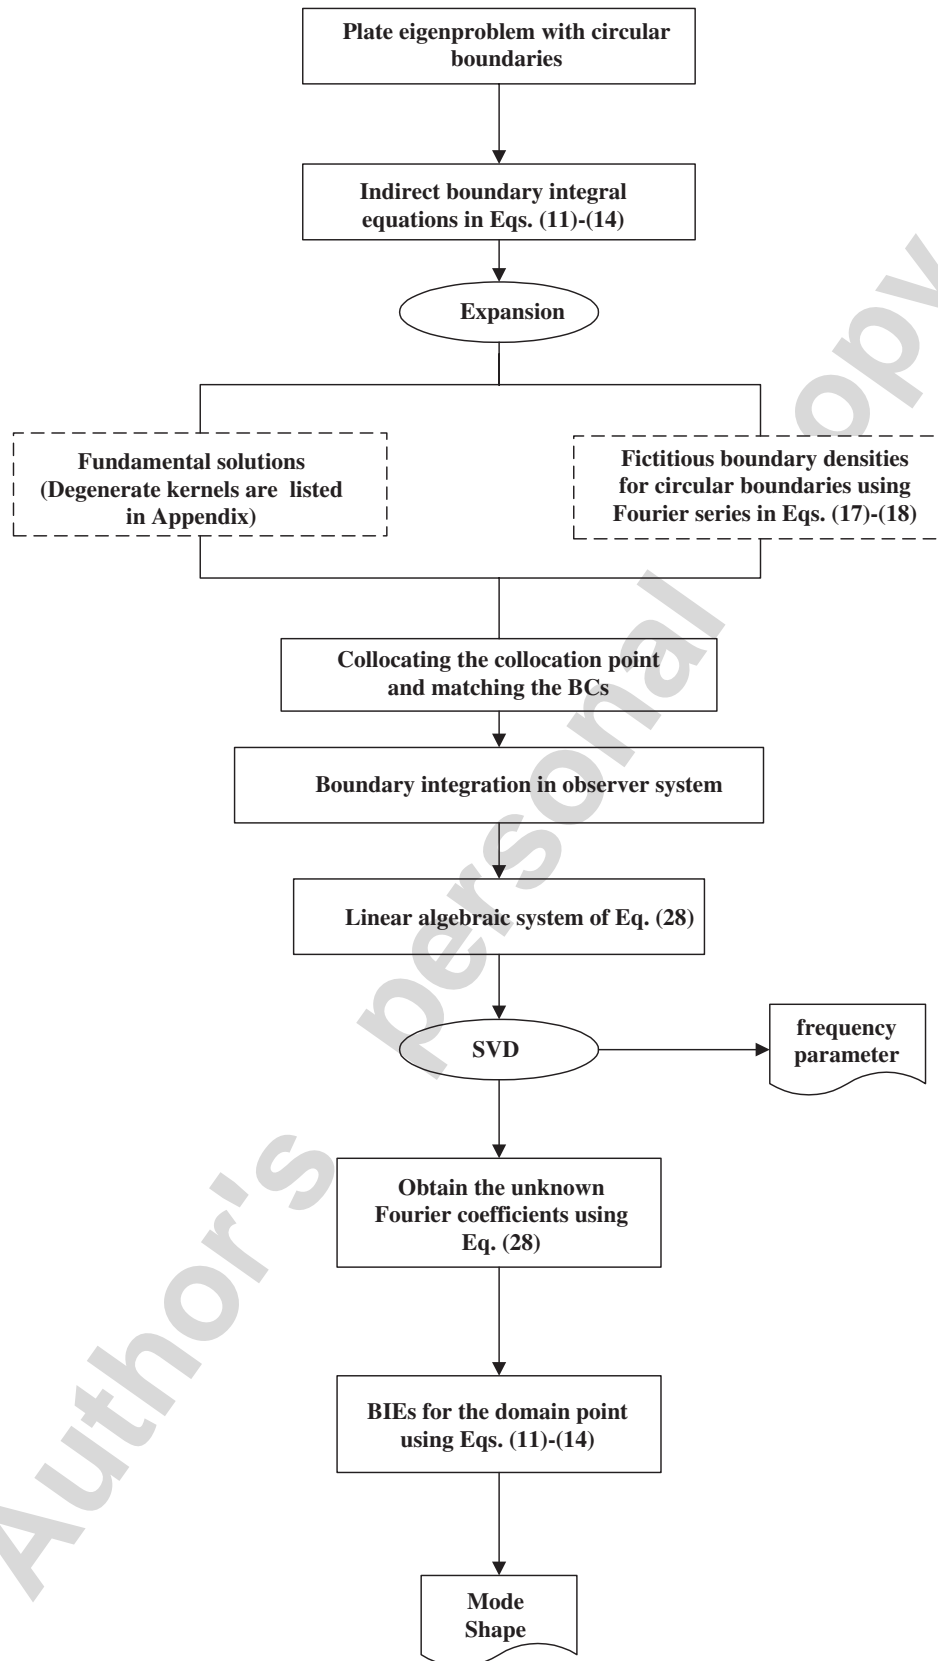 Plate eigenproblem with circular
boundaries
Indirect boundary integral
equations in Eqs. (11)-(14)
Expansion
Fundamental solutions
(Degenerate kernels are listed
in Appendix)
Fictitious boundary densities
for circular boundaries using
Fourier series in Eqs. (17)-(18)
Collocating the collocation point
and matching the BCs
Boundary integration in observer system
Linear algebraic system of Eq. (28)
SVD
frequency
parameter
Obtain the unknown
Fourier coefficients using
Eq. (28)
BIEs for the domain point
using Eqs. (11)-(14)
Mode
Shape
Author's personal opy